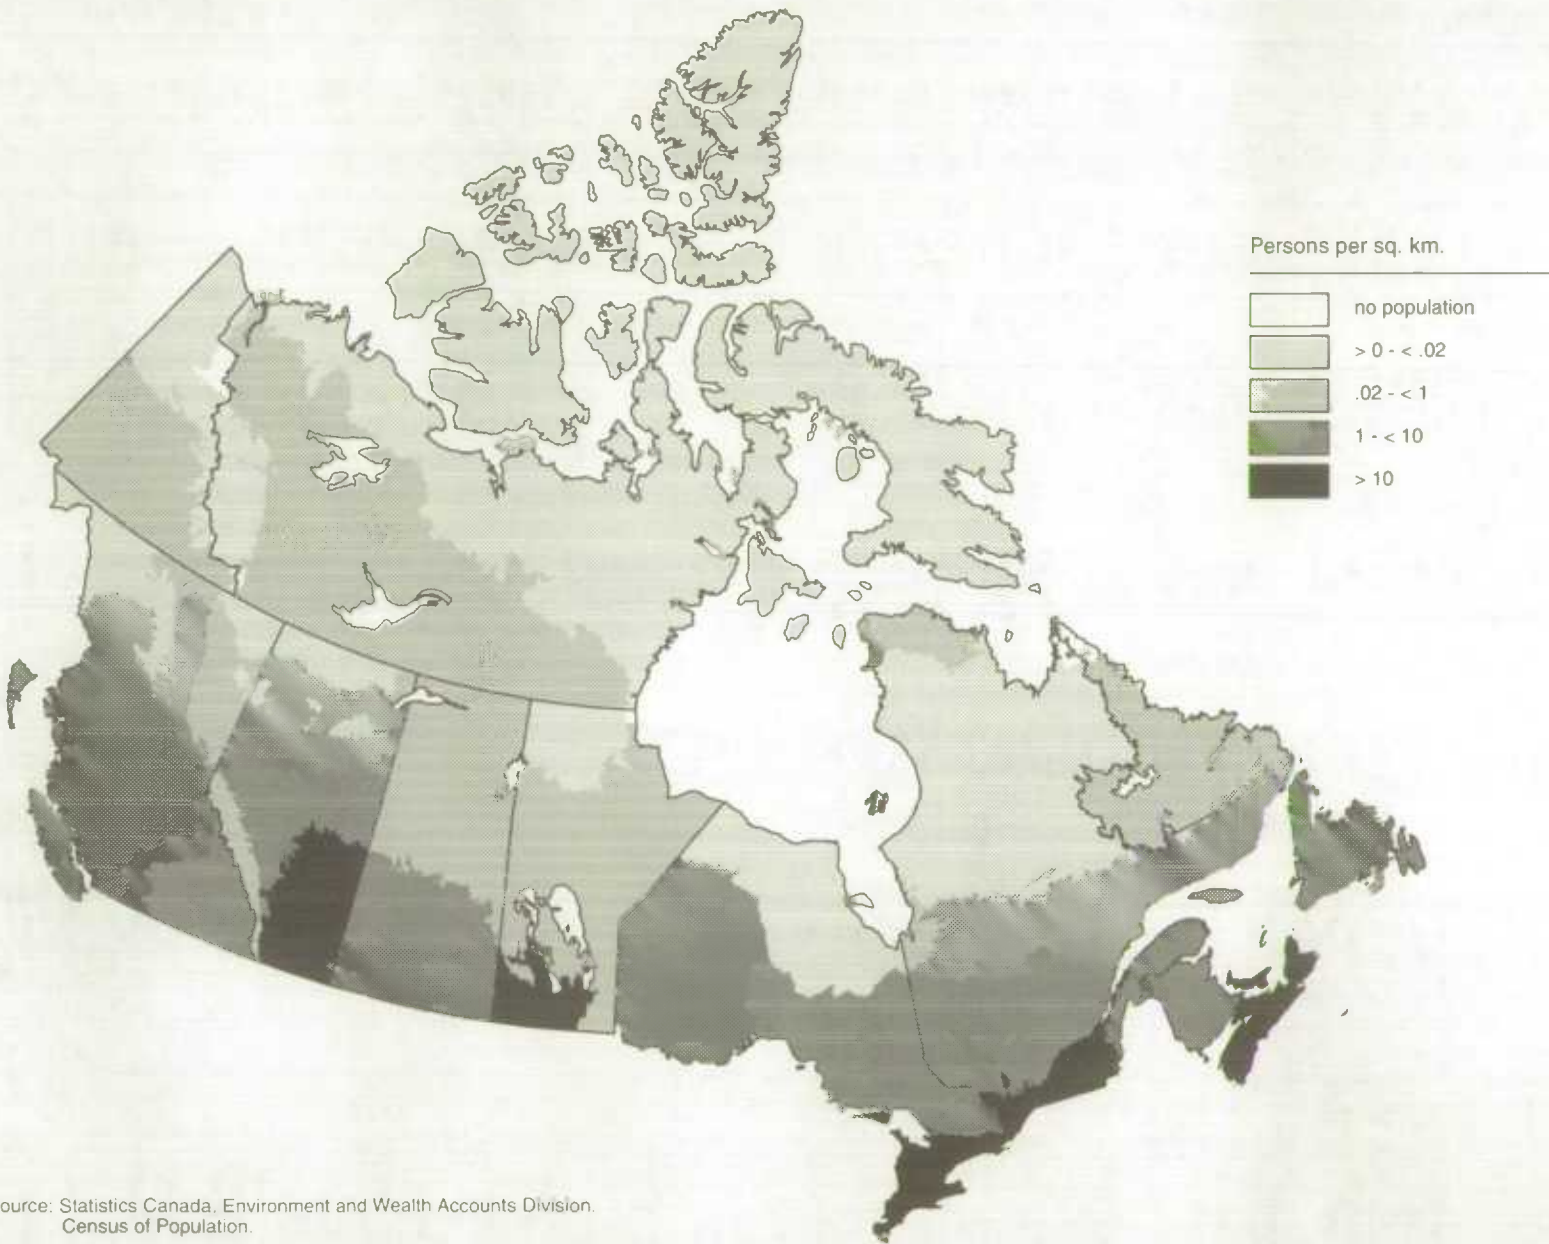 Persons per sq. km.
no population
> 0 - < .02
.02 - < 1
1 - < 10
> 10
ource: Statistics Canada, Environment and Wealth Accounts Division.
Census of Population.